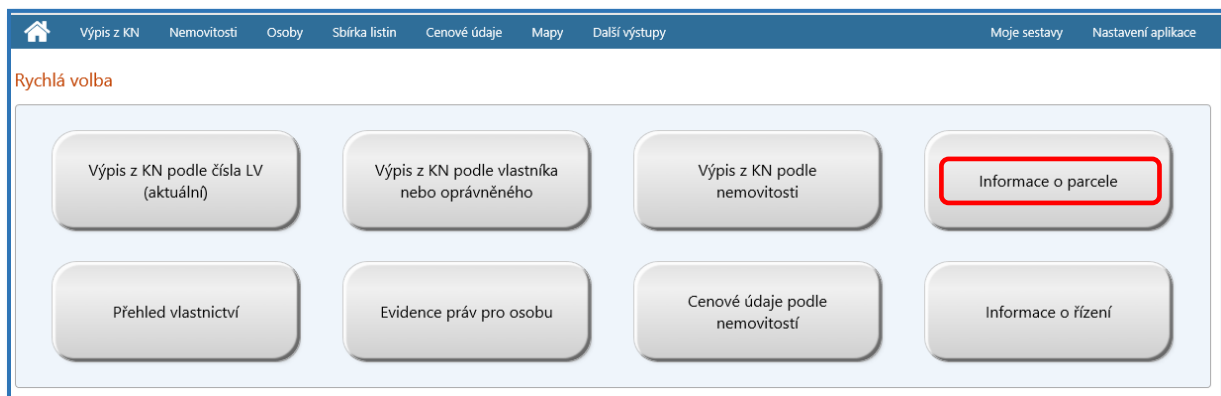 Výpis z KN Nemovitosti Osoby Sbírka listin Cenové údaje Mapy Další výstupy Moje sestavy Nastavení aplikace
Rychlá volba
Výpis z KN podle čísla LV
(aktuální)
Výpis z KN podle vlastníka
nebo oprávněného
Výpis z KN podle
nemovitosti
Informace o parcele
Přehled vlastnictví
Evidence práv pro osobu
Cenové údaje podle
nemovitostí
Informace o řízení